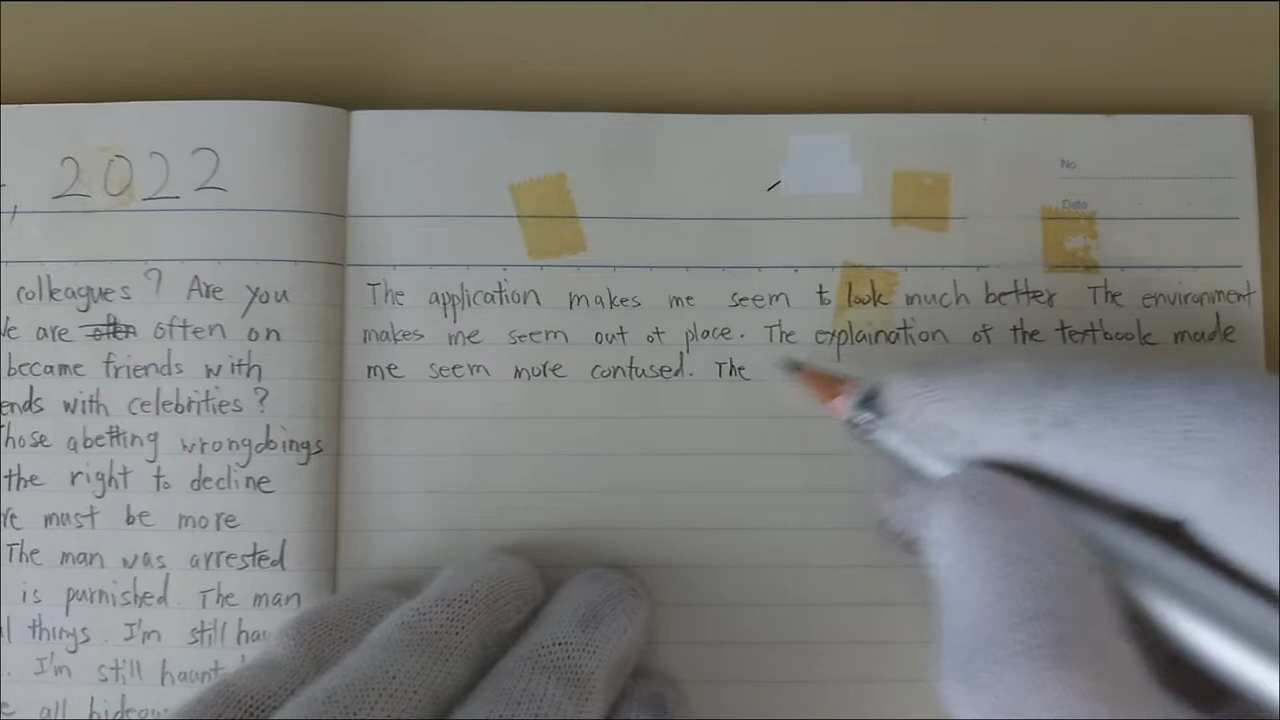 2022
colleagues? Are you
We are often often on
became friends with
ends with celebrities?
those abetting wrongdoings
the right to decline
must be more
The man was arrested
is purnished. The man
things. I'm still
I'm still haunt
all
No
Date
The application makes me seem to look much better The environment
makes me seem out of place. The explaination of the textbook made
me seem more confused. The